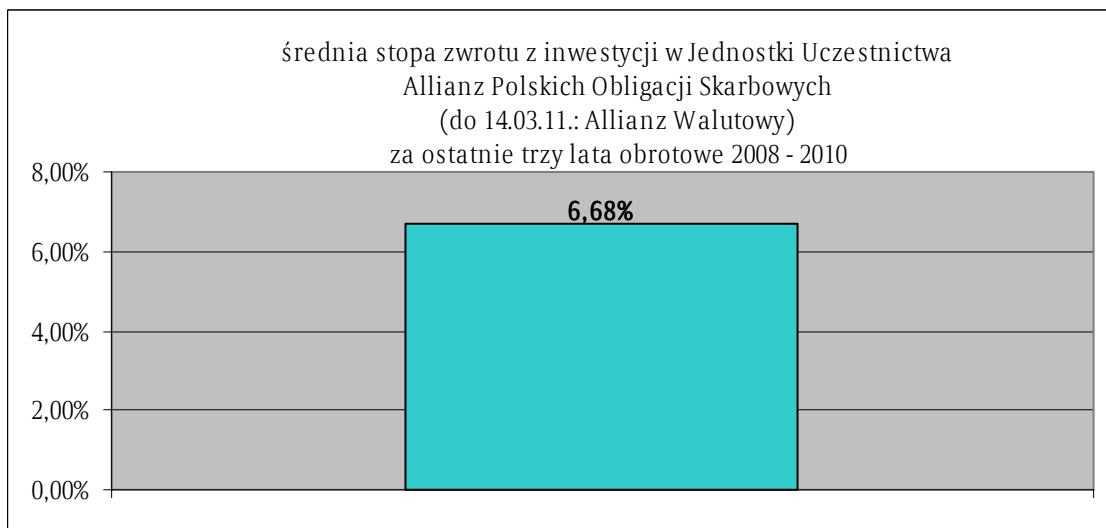 średnia stopa zwrotu z inwestycji w Jednostki Uczestnictwa
Allianz Polskich Obligacji Skarbowych
(do 14.03.11.: Allianz Walutowy)
za ostatnie trzy lata obrotowe 2008 - 2010
8,00%
6,68%
6,00%
4,00%
2,00%
0,00%